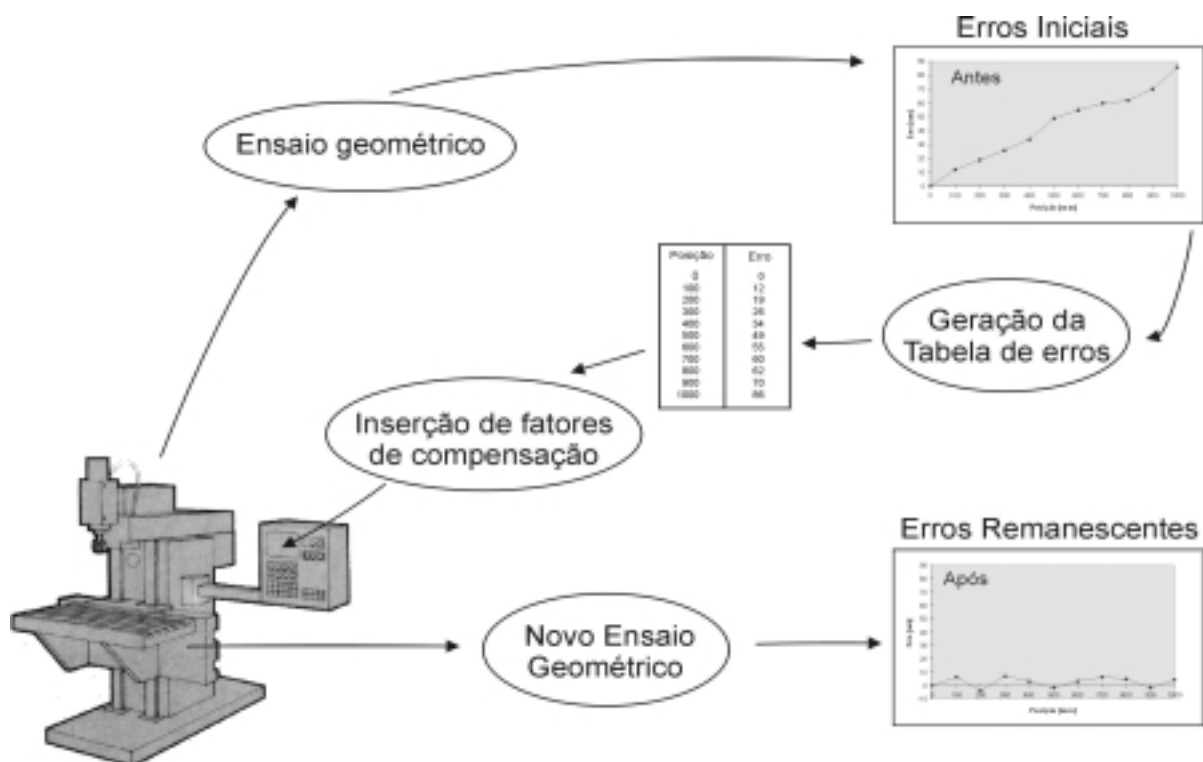 Erros Iniciais
Antes
Ensaio geométrico
Posição Erro
0 0
100 12
200 19
300 26
400 34
500 49
600 55
700 60
800 62
900 70
1000 86
Geração da
Tabela de erros
Inserção de fatores
de compensação
Erros Remanescentes
Após
Novo Ensaio
Geométrico